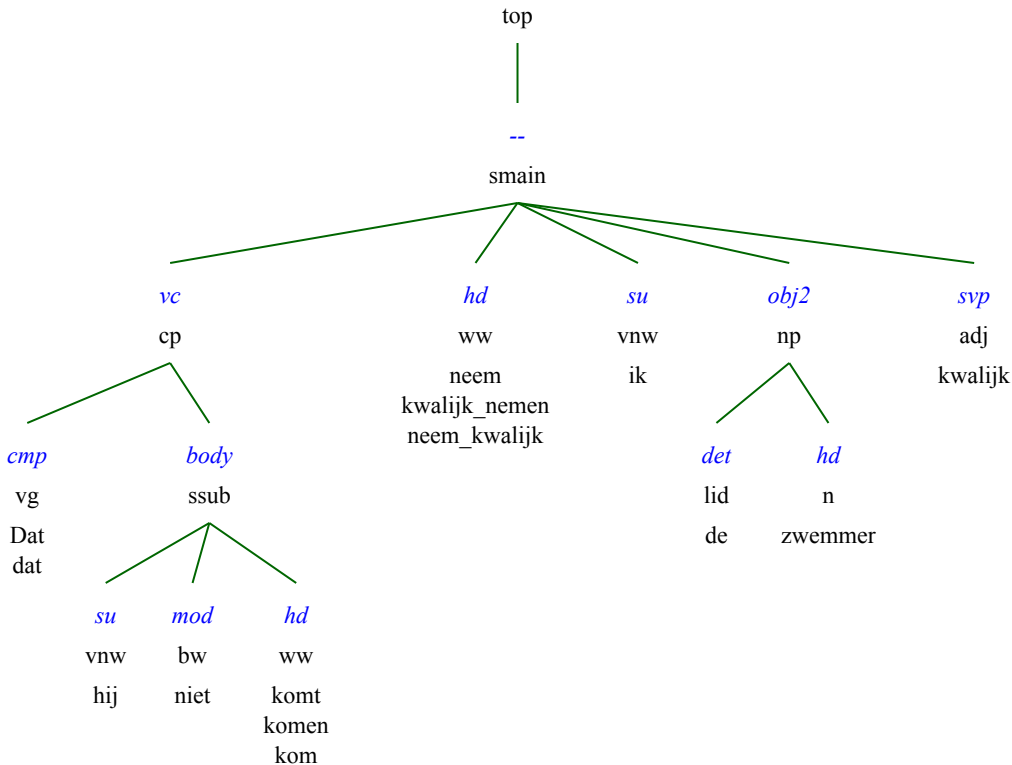 top
--
smain
vc hd su obj2 svp
cp ww vnw np adj
neem ik kwalijk
kwalijk_nemen
neem_kwalijk
cmp body det hd
vg ssub lid n
Dat de zwemmer
dat
su mod hd
vnw bw ww
hij niet komt
komen
kom